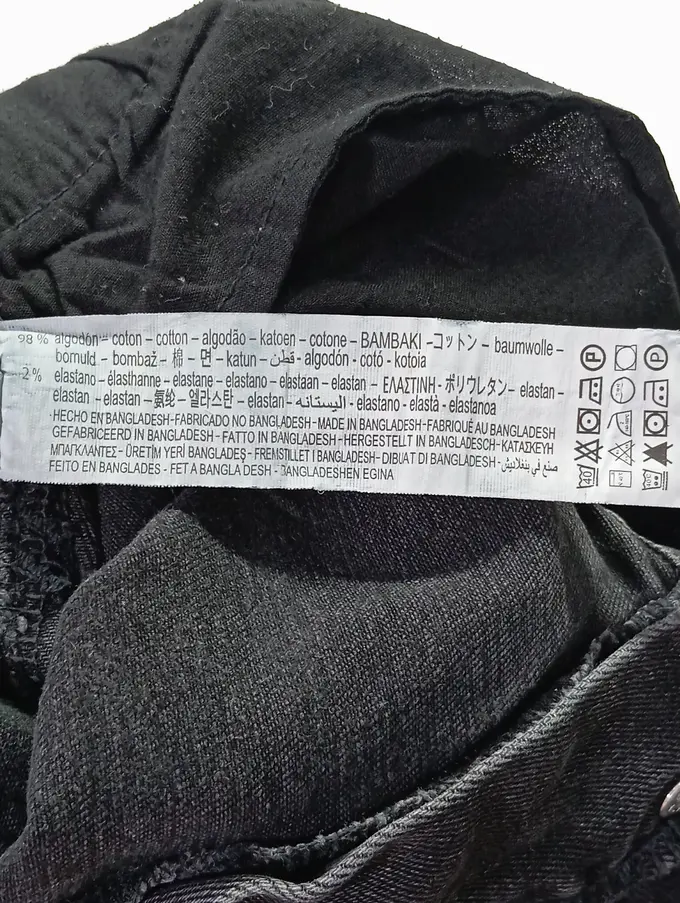 98 % algodón – coton – cotton – algodão – katoen – cotone – BAMBAKI – コットン – baumwolle –
bomuld – bombaž – 棉 – 면 – katun – قطن – algodón – cotó – kotoia
2 % elastano – élasthanne – elastane – elastano – elastaan – elastan – ΕΛΑΣΤΙΝΗ – ポリウレタン – elastan –
elastan – elastan – 氨纶 – 엘라스탄 – elastan – اليستانه – elastano – elastà – elastanoa
HECHO EN BANGLADESH-FABRICADO NO BANGLADESH - MADE IN BANGLADESH- FABRIQUÉ AU BANGLADESH
GEFABRICEERD IN BANGLADESH - FATTO IN BANGLADESH - HERGESTELLT IN BANGLADESCH - ΚΑΤΑΣΚΕΥΗ
ΜΠΑΓΚΛΑΝΤΕΣ - ÜRETİM YERİ BANGLADEŞ - FREMSTILLET I BANGLADESH - DIBUAT DI BANGLADESH - صنع في بنغلاديش
FEITO EN BANGLADES - FET A BANGLA DESH - BANGLADESHEN EGINA